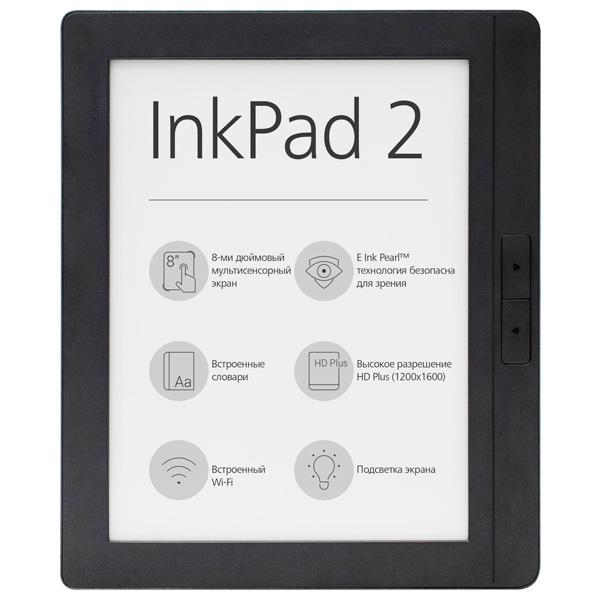 InkPad 2
8"
8-ми дюймовый
мультисенсорный
экран
E Ink Pearl™
технология безопасна
для зрения
Aa
Встроенные
словари
HD Plus
Высокое разрешение
HD Plus (1200x1600)
Встроенный
Wi-Fi
Подсветка экрана